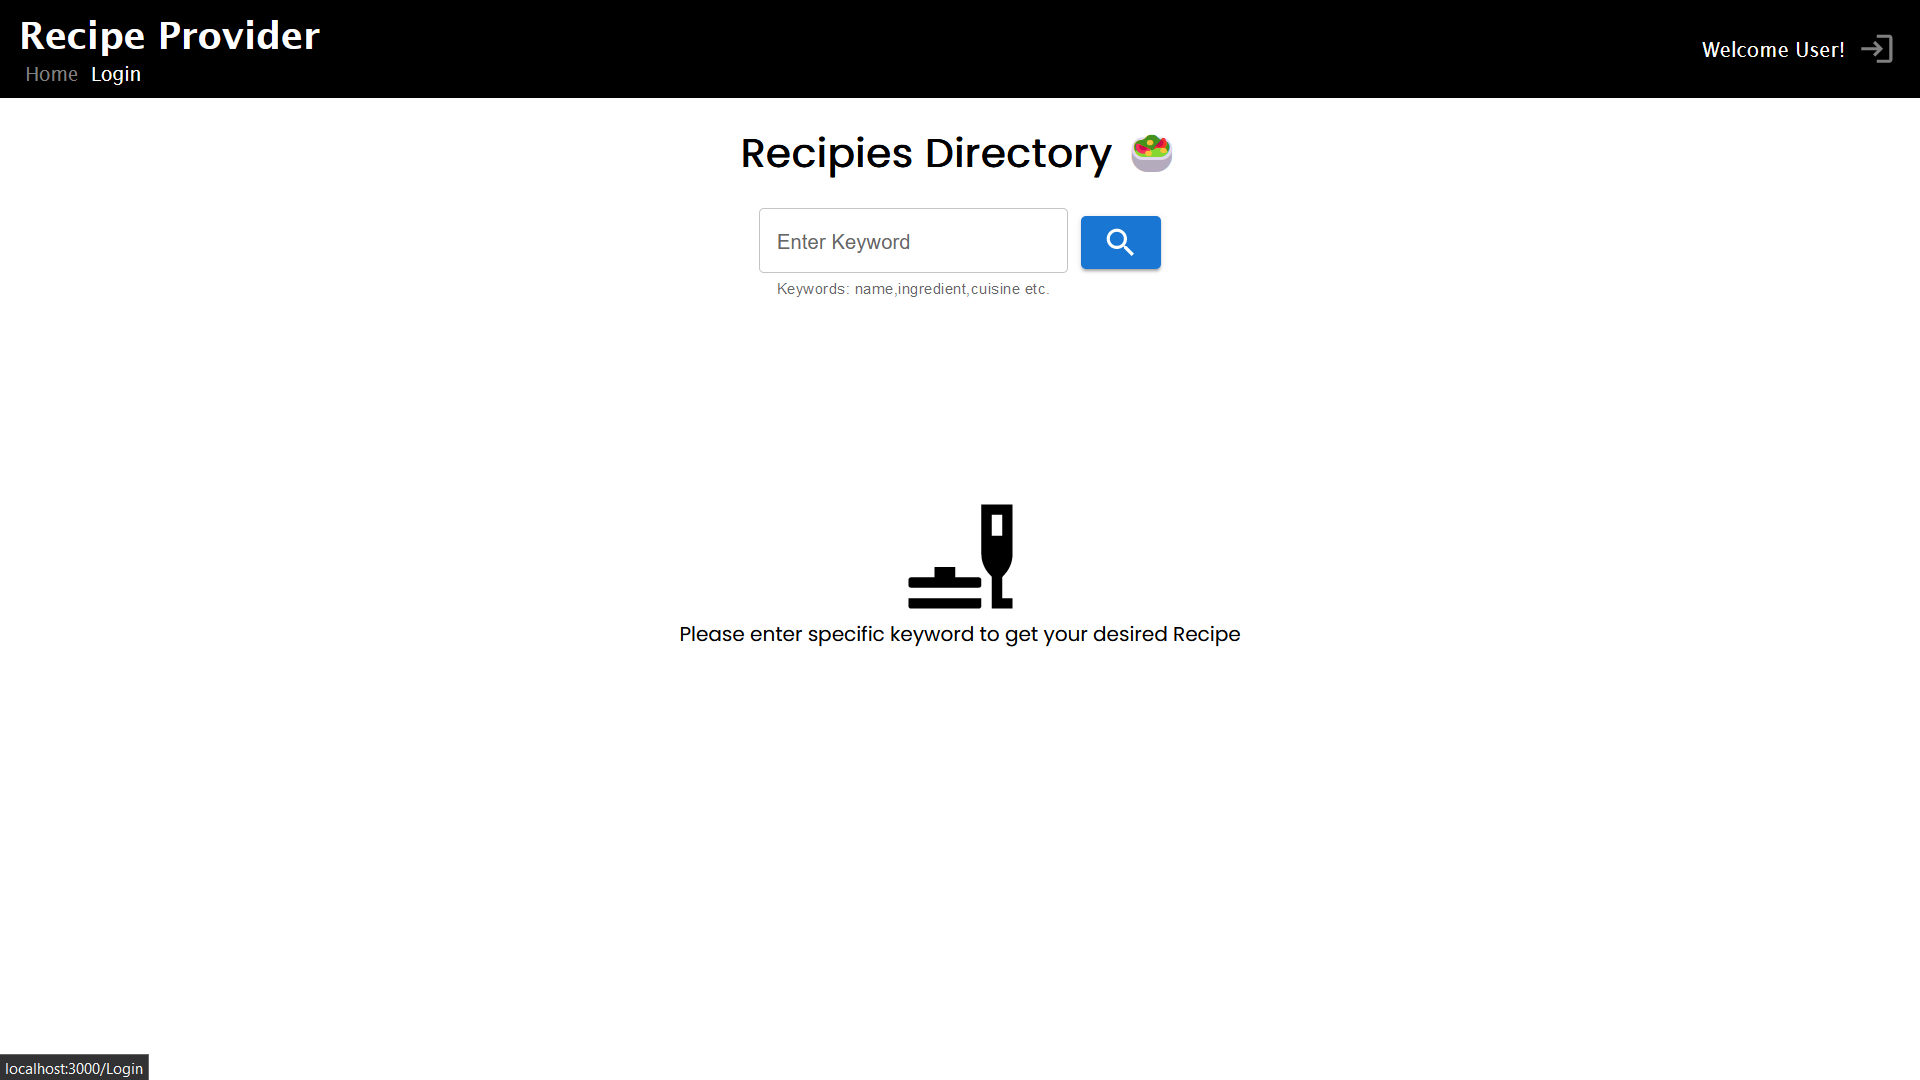 Recipe Provider
Home Login
Welcome User!
Recipies Directory
Enter Keyword
Keywords: name,ingredient,cuisine etc.
Please enter specific keyword to get your desired Recipe
localhost:3000/Login